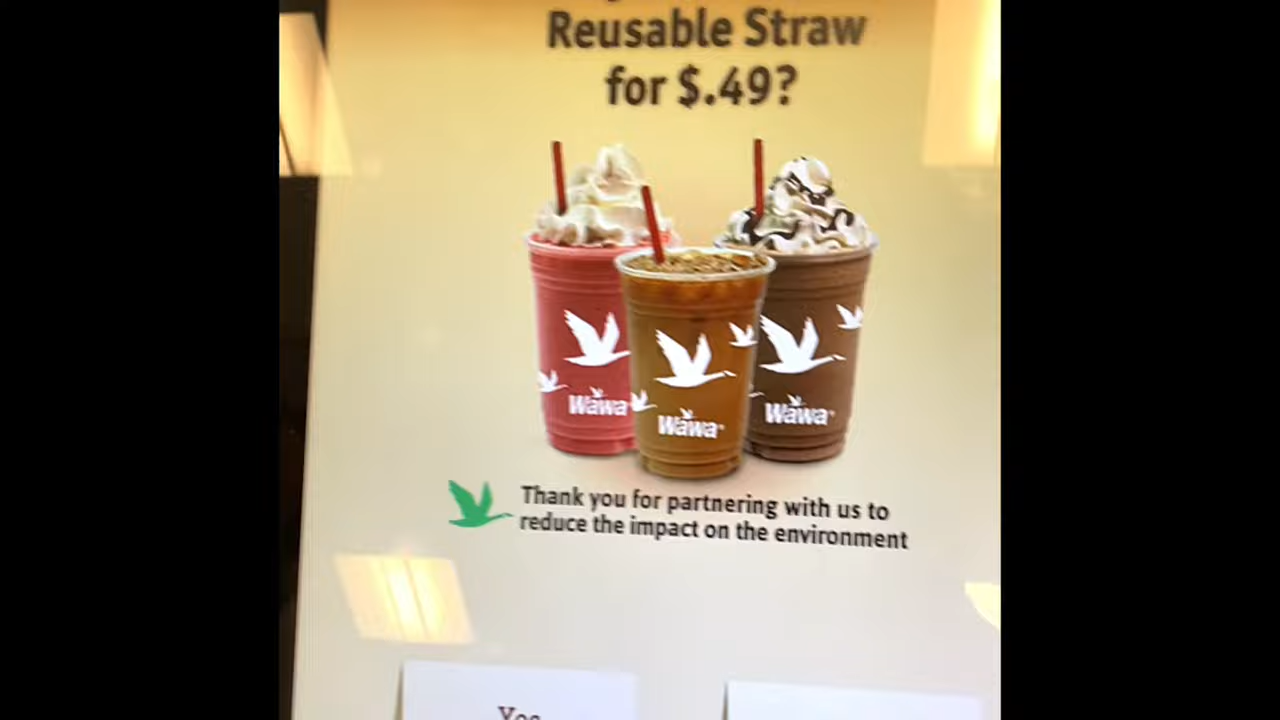 Reusable Straw
for $.49?
Wawa
Wawa
Wawa
Thank you for partnering with us to
reduce the impact on the environment
Yes